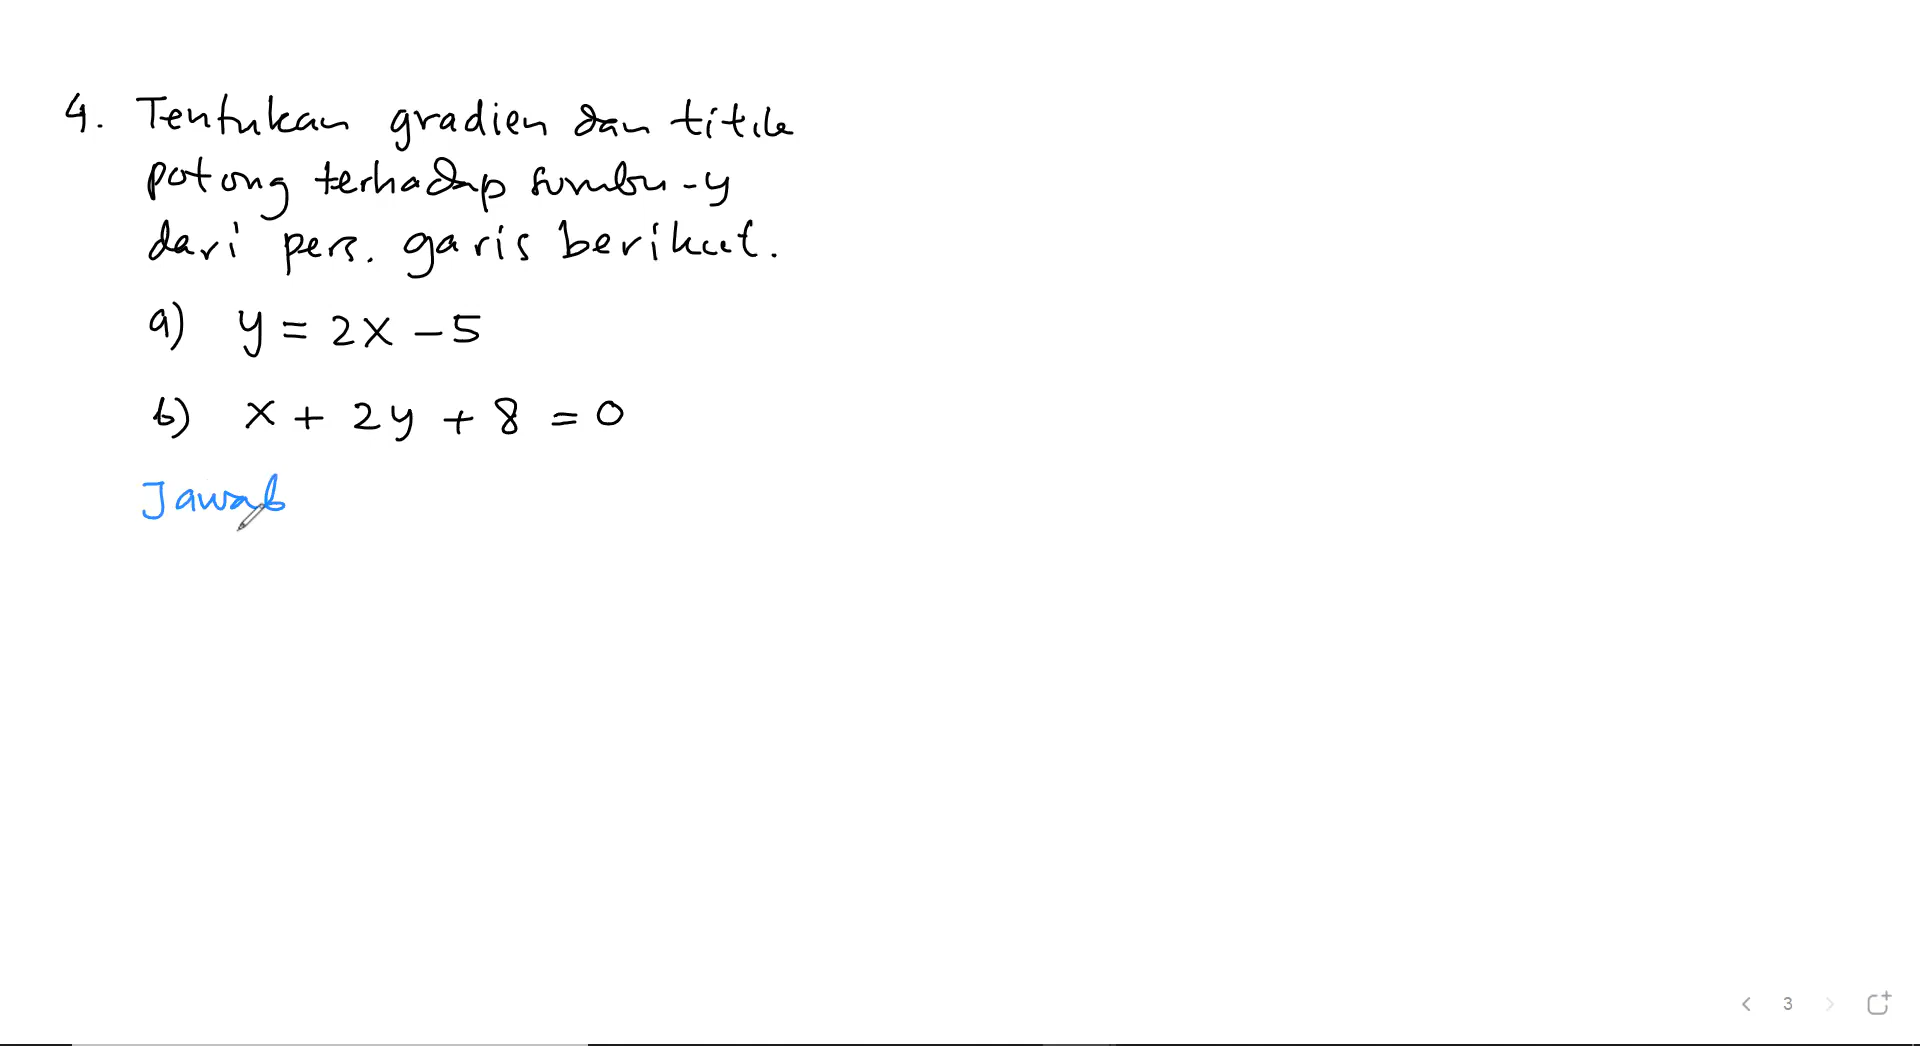 4. Tentukan gradien dan titik
potong terhadap sumbu-y
dari pers. garis berikut.
a) y = 2x - 5
b) x + 2y + 8 = 0
Jawab
3